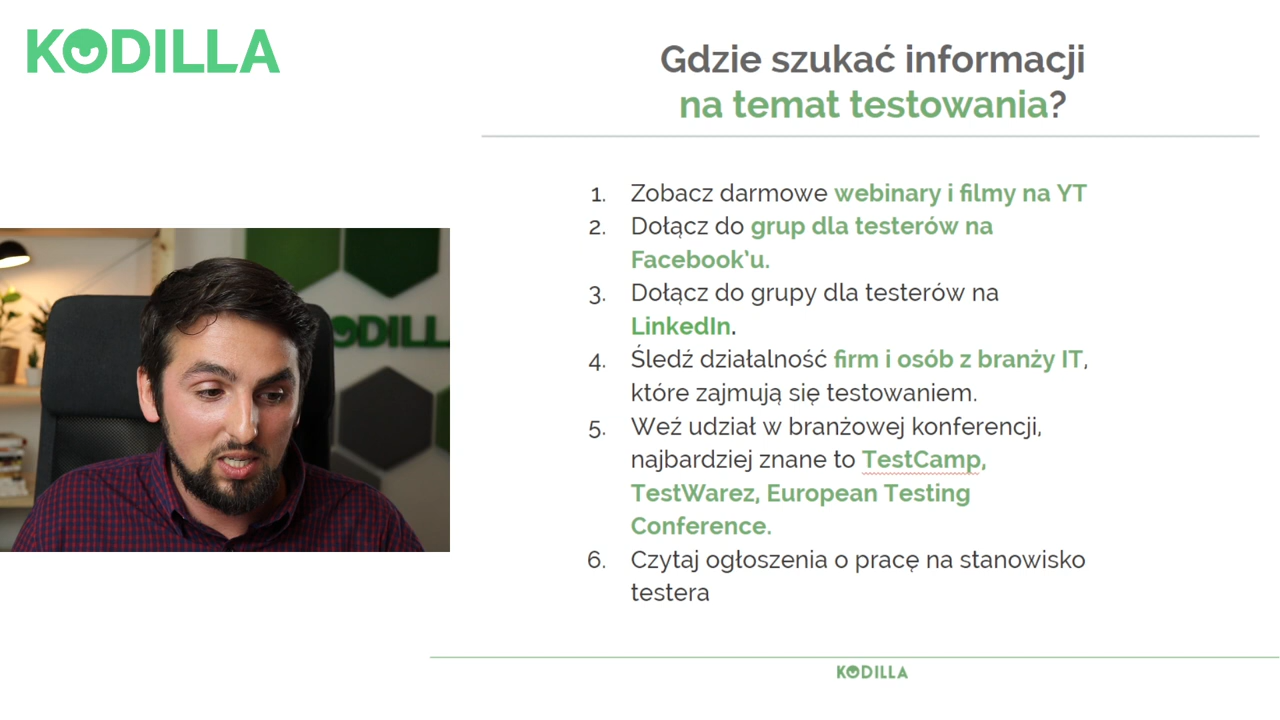 KODILLA
Gdzie szukać informacji
na temat testowania?
ODILL
1. Zobacz darmowe webinary i filmy na YT
2. Dołącz do grup dla testerów na
Facebook’u.
3. Dołącz do grupy dla testerów na
LinkedIn.
4. Śledź działalność firm i osób z branży IT,
które zajmują się testowaniem.
5. Weź udział w branżowej konferencji,
najbardziej znane to TestCamp,
TestWarez, European Testing
Conference.
6. Czytaj ogłoszenia o pracę na stanowisko
testera
KODILLA